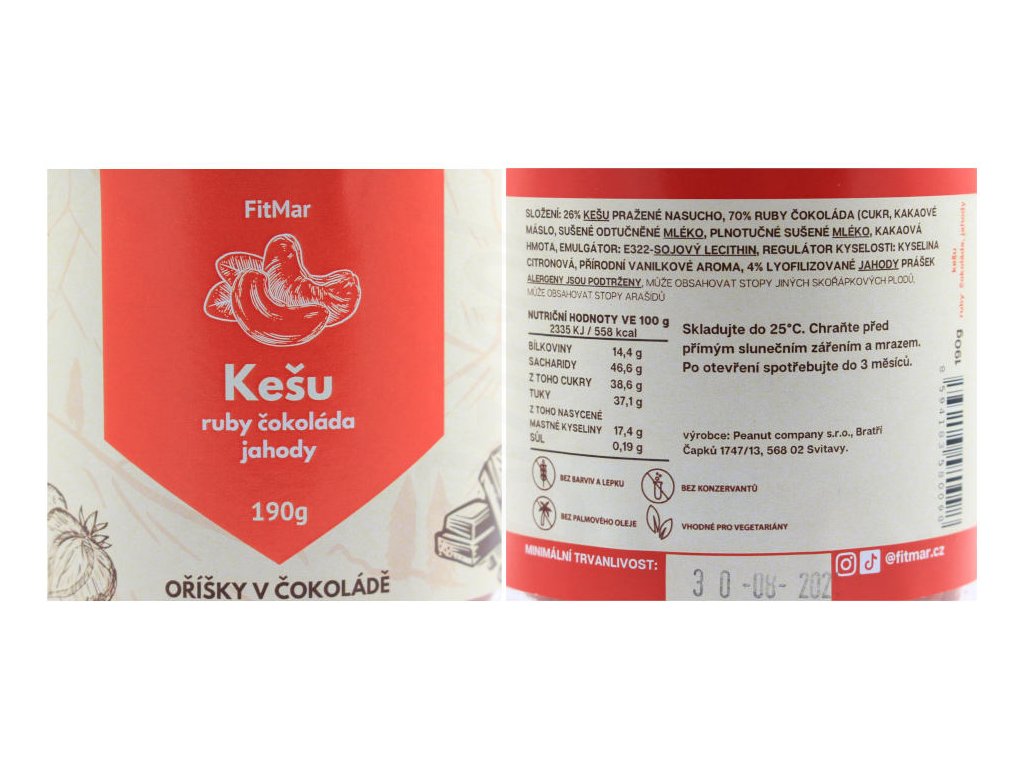 FitMar
Kešu
ruby čokoláda
jahody
190g
OŘÍŠKY V ČOKOLÁDĚ
SLOŽENÍ: 26% KEŠU PRAŽENÉ NASUCHO, 70% RUBY ČOKOLÁDA (CUKR, KAKAOVÉ
MÁSLO, SUŠENÉ ODTUČNĚNÉ MLÉKO, PLNOTUČNÉ SUŠENÉ MLÉKO, KAKAOVÁ
HMOTA, EMULGÁTOR: E322-SOJOVÝ LECITHIN, REGULÁTOR KYSELOSTI: KYSELINA
CITRONOVÁ, PŘÍRODNÍ VANILKOVÉ AROMA, 4% LYOFILIZOVANÉ JAHODY PRÁŠEK
ALERGENY JSOU PODTRŽENY, MŮŽE OBSAHOVAT STOPY JINÝCH SKOŘÁPKOVÝCH PLODŮ,
MŮŽE OBSAHOVAT STOPY ARAŠÍDŮ
NUTRIČNÍ HODNOTY VE 100 g
2335 KJ / 558 kcal
BÍLKOVINY 14,4 g
SACHARIDY 46,6 g
Z TOHO CUKRY 38,6 g
TUKY 37,1 g
Z TOHO NASYCENÉ
MASTNÉ KYSELINY 17,4 g
SŮL 0,19 g
Skladujte do 25°C. Chraňte před
přímým slunečním zářením a mrazem.
Po otevření spotřebujte do 3 měsíců.
výrobce: Peanut company s.r.o., Bratří
Čapků 1747/13, 568 02 Svitavy.
BEZ BARVIV A LEPKU
BEZ KONZERVANTŮ
BEZ PALMOVÉHO OLEJE
VHODNÉ PRO VEGETARIÁNY
MINIMÁLNÍ TRVANLIVOST:
30-08-202
@fitmar.cz
kešu
ruby čokoláda, jahody
190g